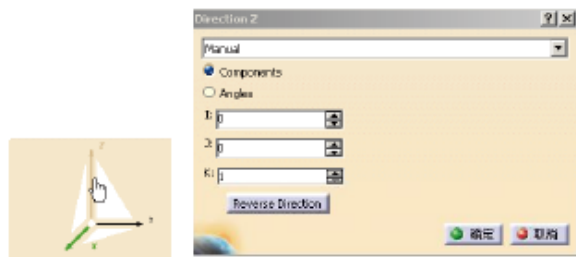 Direction Z
Manual
Components
Angles
I: 0
J: 0
K: 1
Reverse Direction
确定
取消
Z
X